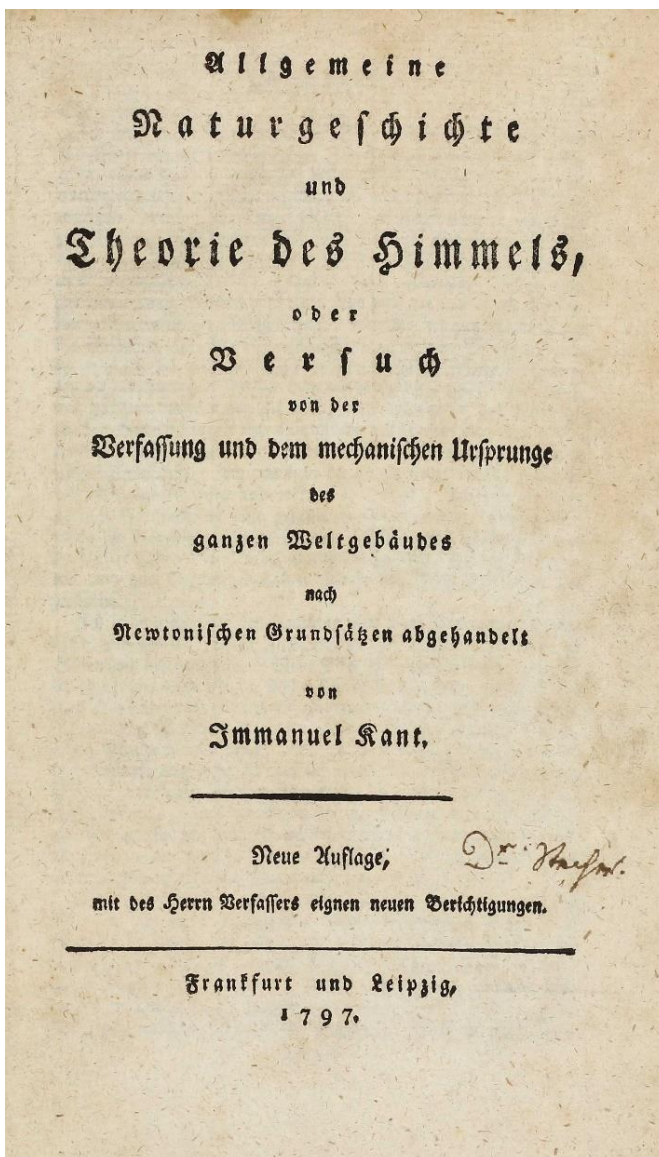 Allgemeine
Naturgeſchichte
und
Theorie des Himmels,
oder
Verſuch
von der
Verfaſſung und dem mechaniſchen Urſprunge
des
ganzen Weltgebäudes
nach
Newtoniſchen Grundſätzen abgehandelt
von
Immanuel Kant.
Neue Auflage,
Dr
mit des Herrn Verfaſſers eignen neuen Berichtigungen.
Frankfurt und Leipzig,
1797.